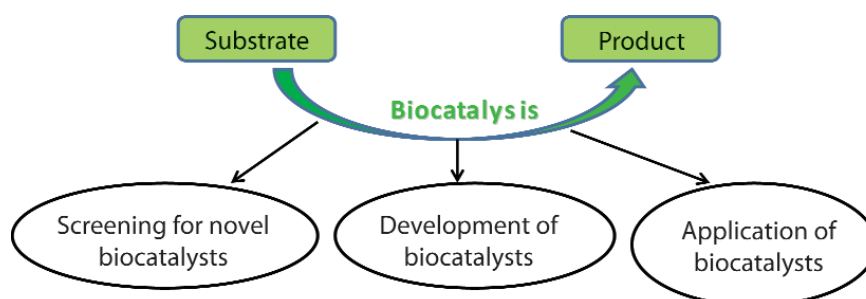 Substrate
Product
Biocatalysis
Screening for novel
biocatalysts
Development of
biocatalysts
Application of
biocatalysts